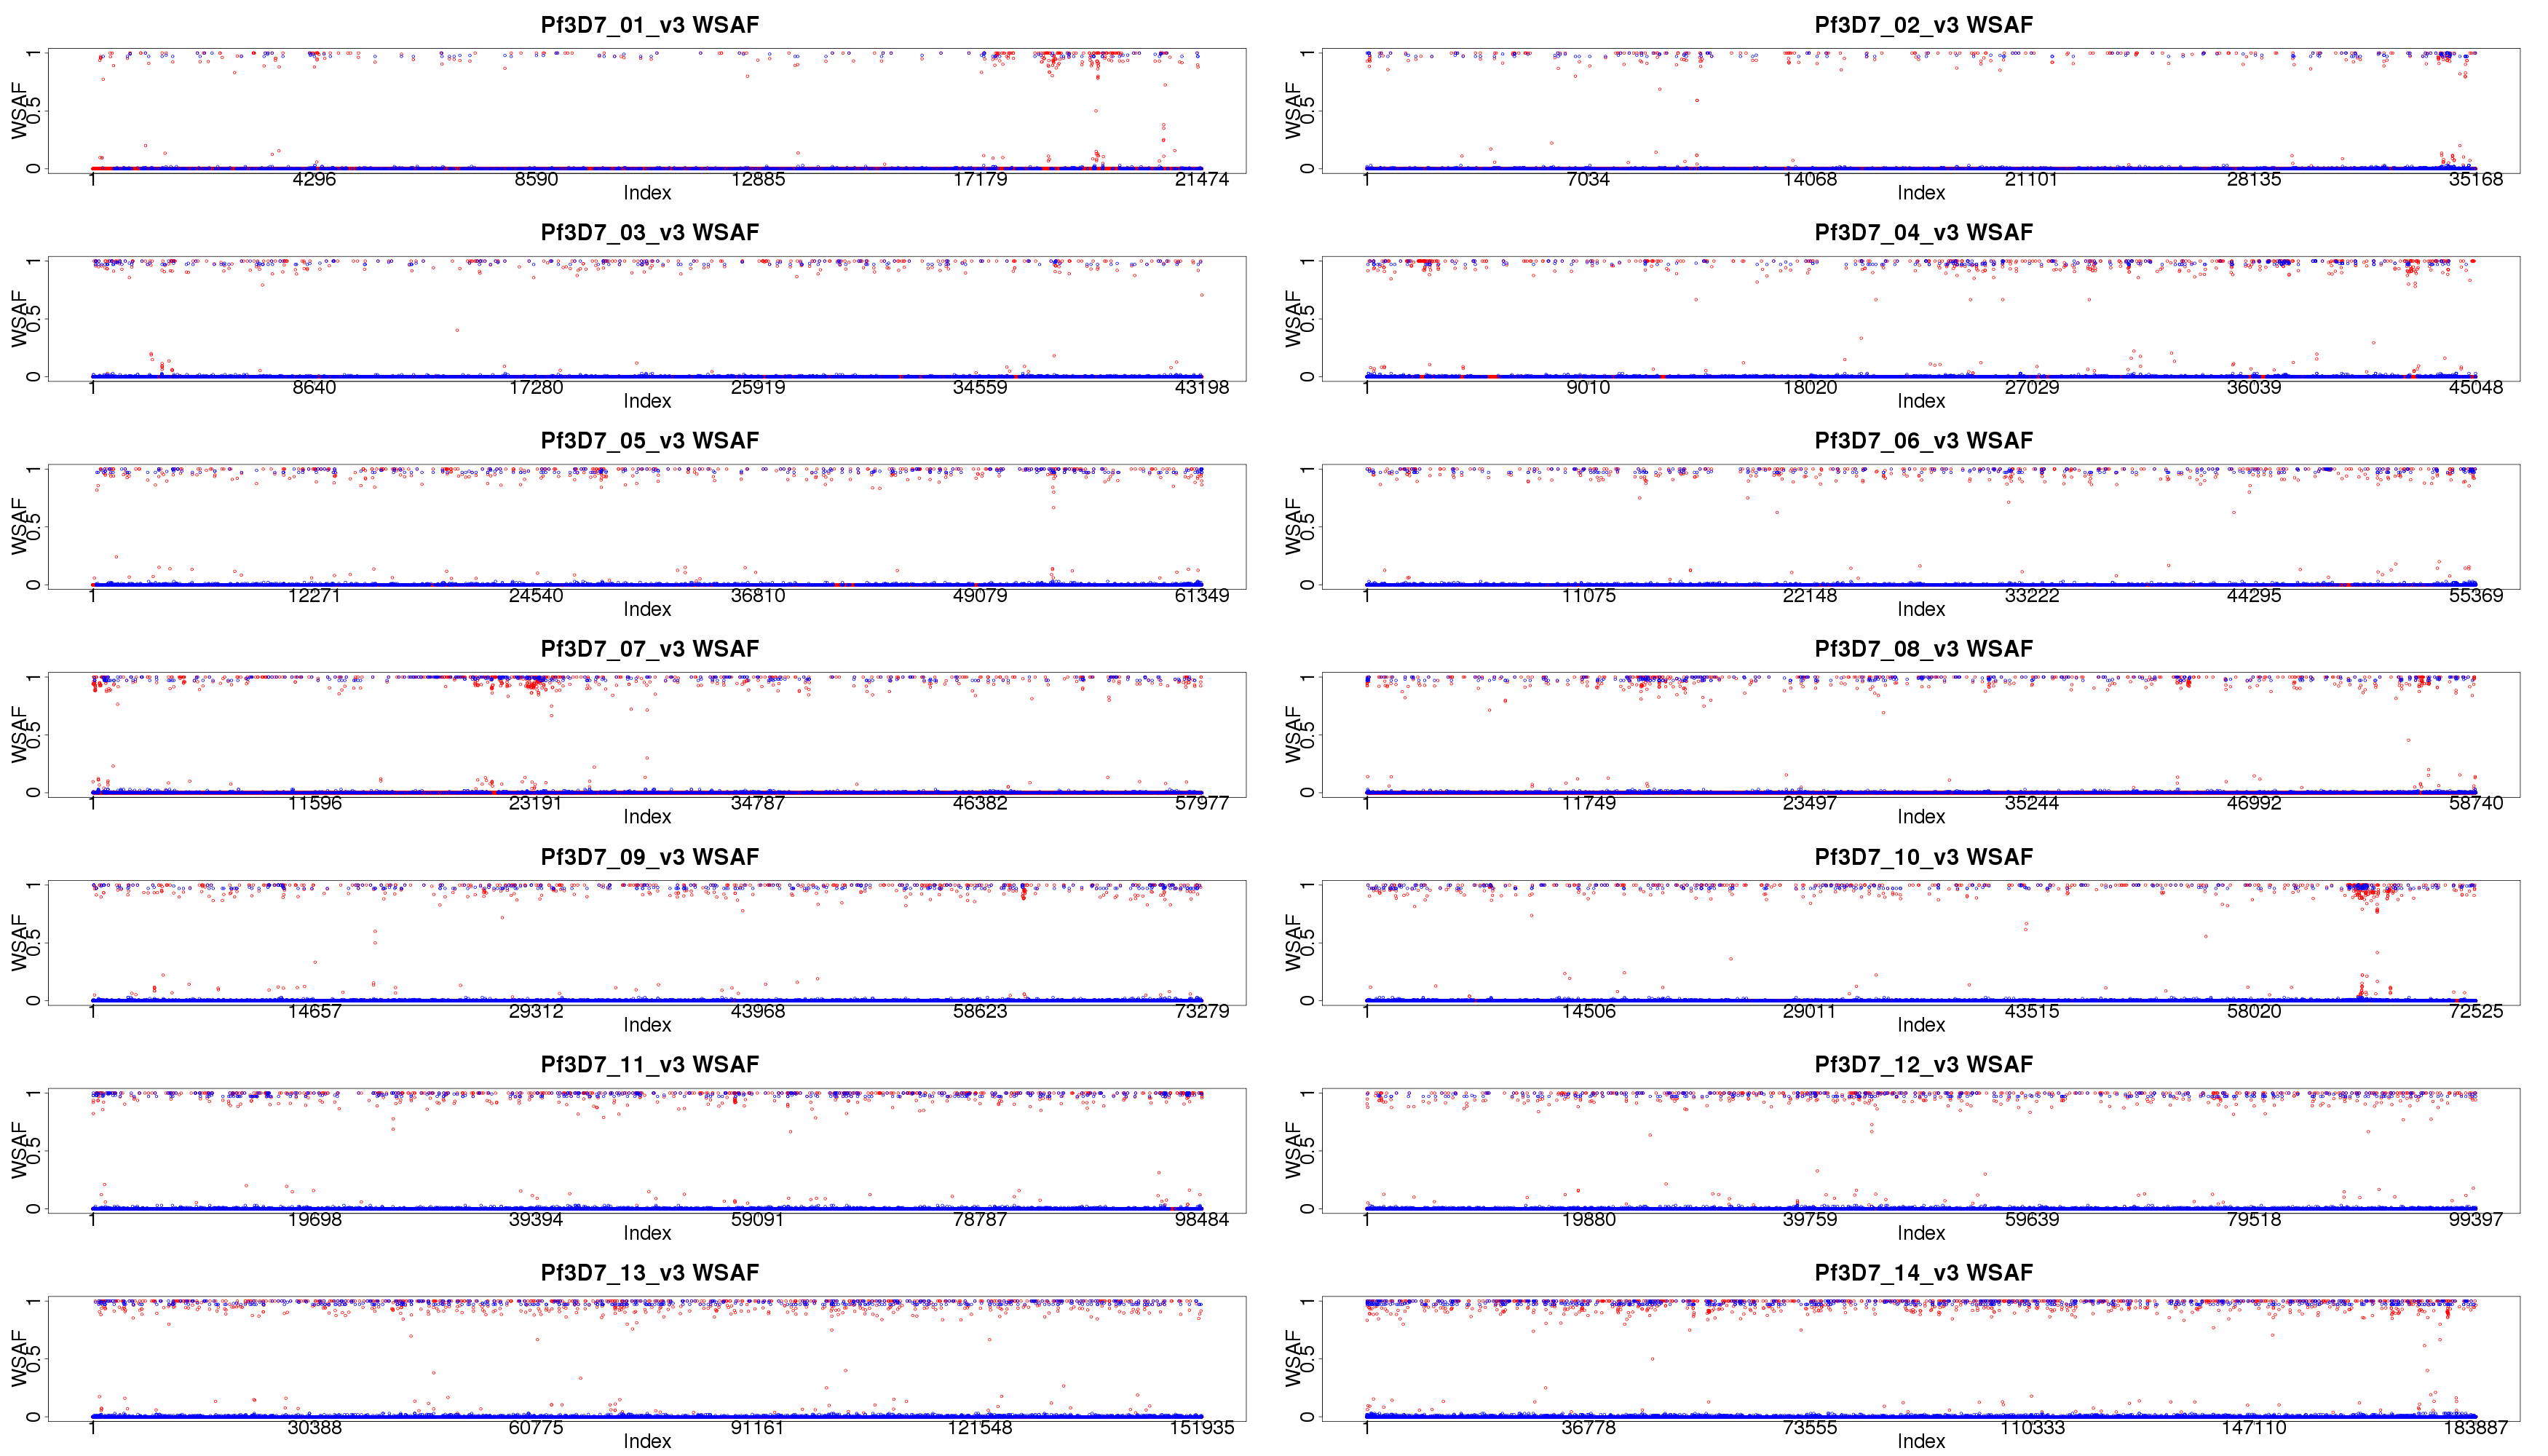 Pf3D7_01_v3 WSAF
WSAF
0 0.5 1
1 4296 8590 12885 17179 21474
Index
Pf3D7_02_v3 WSAF
WSAF
0 0.5 1
1 7034 14068 21101 28135 35168
Index
Pf3D7_03_v3 WSAF
WSAF
0 0.5 1
1 8640 17280 25919 34559 43198
Index
Pf3D7_04_v3 WSAF
WSAF
0 0.5 1
1 9010 18020 27029 36039 45048
Index
Pf3D7_05_v3 WSAF
WSAF
0 0.5 1
1 12271 24540 36810 49079 61349
Index
Pf3D7_06_v3 WSAF
WSAF
0 0.5 1
1 11075 22148 33222 44295 55369
Index
Pf3D7_07_v3 WSAF
WSAF
0 0.5 1
1 11596 23191 34787 46382 57977
Index
Pf3D7_08_v3 WSAF
WSAF
0 0.5 1
1 11749 23497 35244 46992 58740
Index
Pf3D7_09_v3 WSAF
WSAF
0 0.5 1
1 14657 29312 43968 58623 73279
Index
Pf3D7_10_v3 WSAF
WSAF
0 0.5 1
1 14506 29011 43515 58020 72525
Index
Pf3D7_11_v3 WSAF
WSAF
0 0.5 1
1 19698 39394 59091 78787 98484
Index
Pf3D7_12_v3 WSAF
WSAF
0 0.5 1
1 19880 39759 59639 79518 99397
Index
Pf3D7_13_v3 WSAF
WSAF
0 0.5 1
1 30388 60775 91161 121548 151935
Index
Pf3D7_14_v3 WSAF
WSAF
0 0.5 1
1 36778 73555 110333 147110 183887
Index